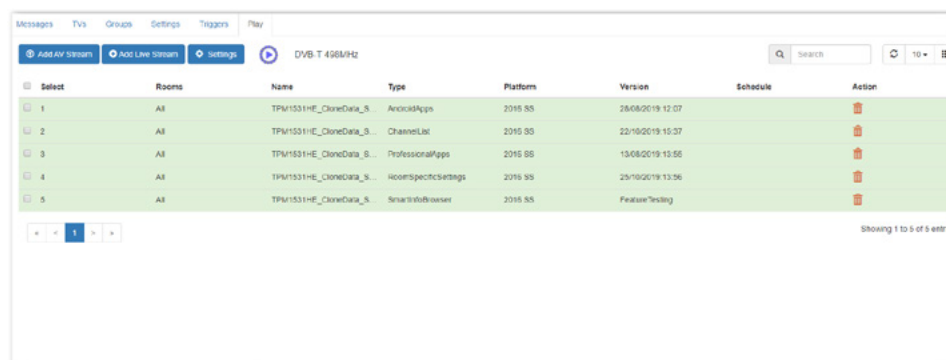 Messages TVs Groups Settings Triggers Play
Add AV Stream Add Live Stream Settings DVB-T 498MHz Search 10
Select Rooms Name Type Platform Version Schedule Action
1 All TPM1531HE_CloneData_S... AndroidApps 2016 SS 28/08/2019:12:07
2 All TPM1531HE_CloneData_S... ChannelList 2016 SS 22/10/2019:15:37
3 All TPM1531HE_CloneData_S... ProfessionalApps 2016 SS 13/08/2019:13:56
4 All TPM1531HE_CloneData_S... RoomSpecificSettings 2016 SS 25/10/2019:13:56
5 All TPM1531HE_CloneData_S... SmartInfoBrowser 2016 SS FeatureTesting
« < 1 > » Showing 1 to 5 of 5 entr